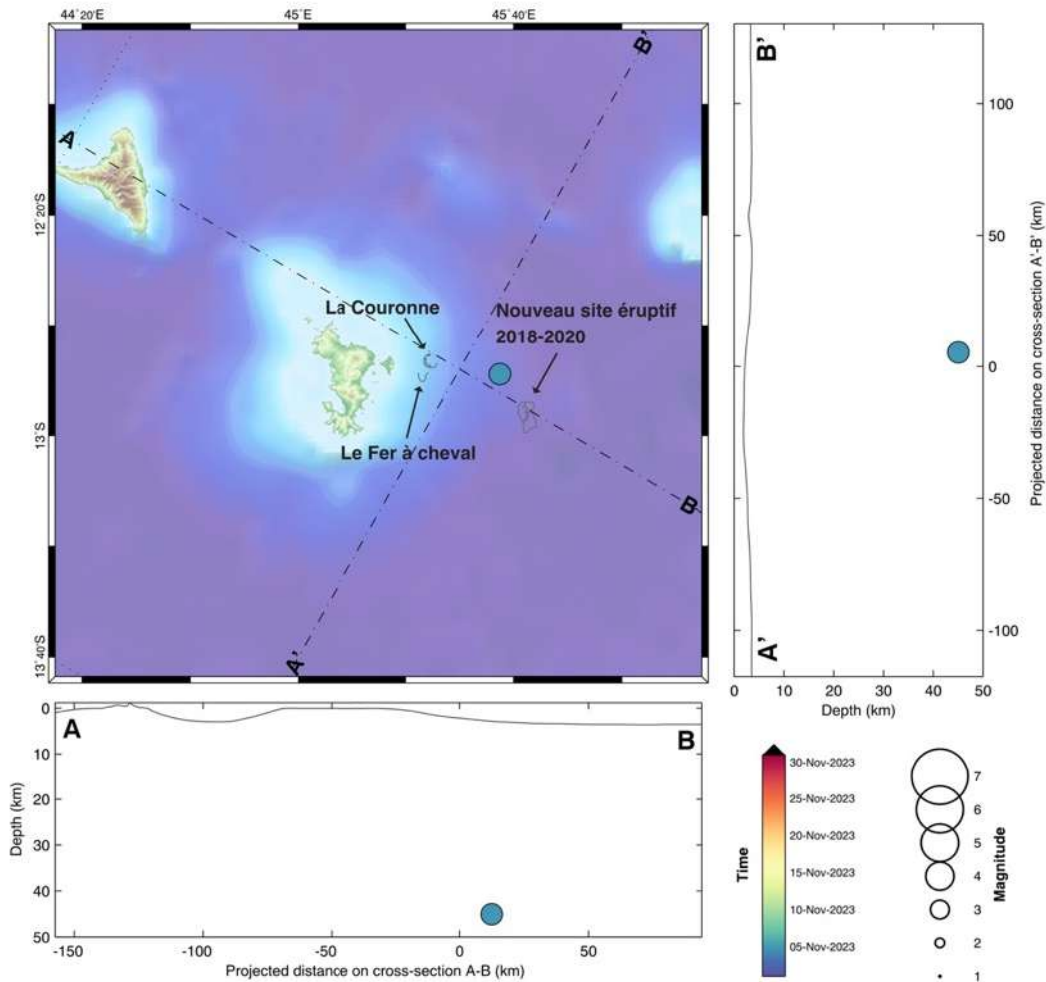 44˚20'E
45˚E
45˚40'E
12˚20'S
13˚S
13˚40'S
A
B'
La Couronne
Nouveau site éruptif
2018-2020
Le Fer à cheval
B
A'
B'
A'
100
50
0
-50
-100
Projected distance on cross-section A'-B' (km)
0
10
20
30
40
50
Depth (km)
A
B
0
10
20
30
40
50
Depth (km)
-150
-100
-50
0
50
Projected distance on cross-section A-B (km)
30-Nov-2023
25-Nov-2023
20-Nov-2023
15-Nov-2023
10-Nov-2023
05-Nov-2023
Time
7
6
5
4
3
2
1
Magnitude